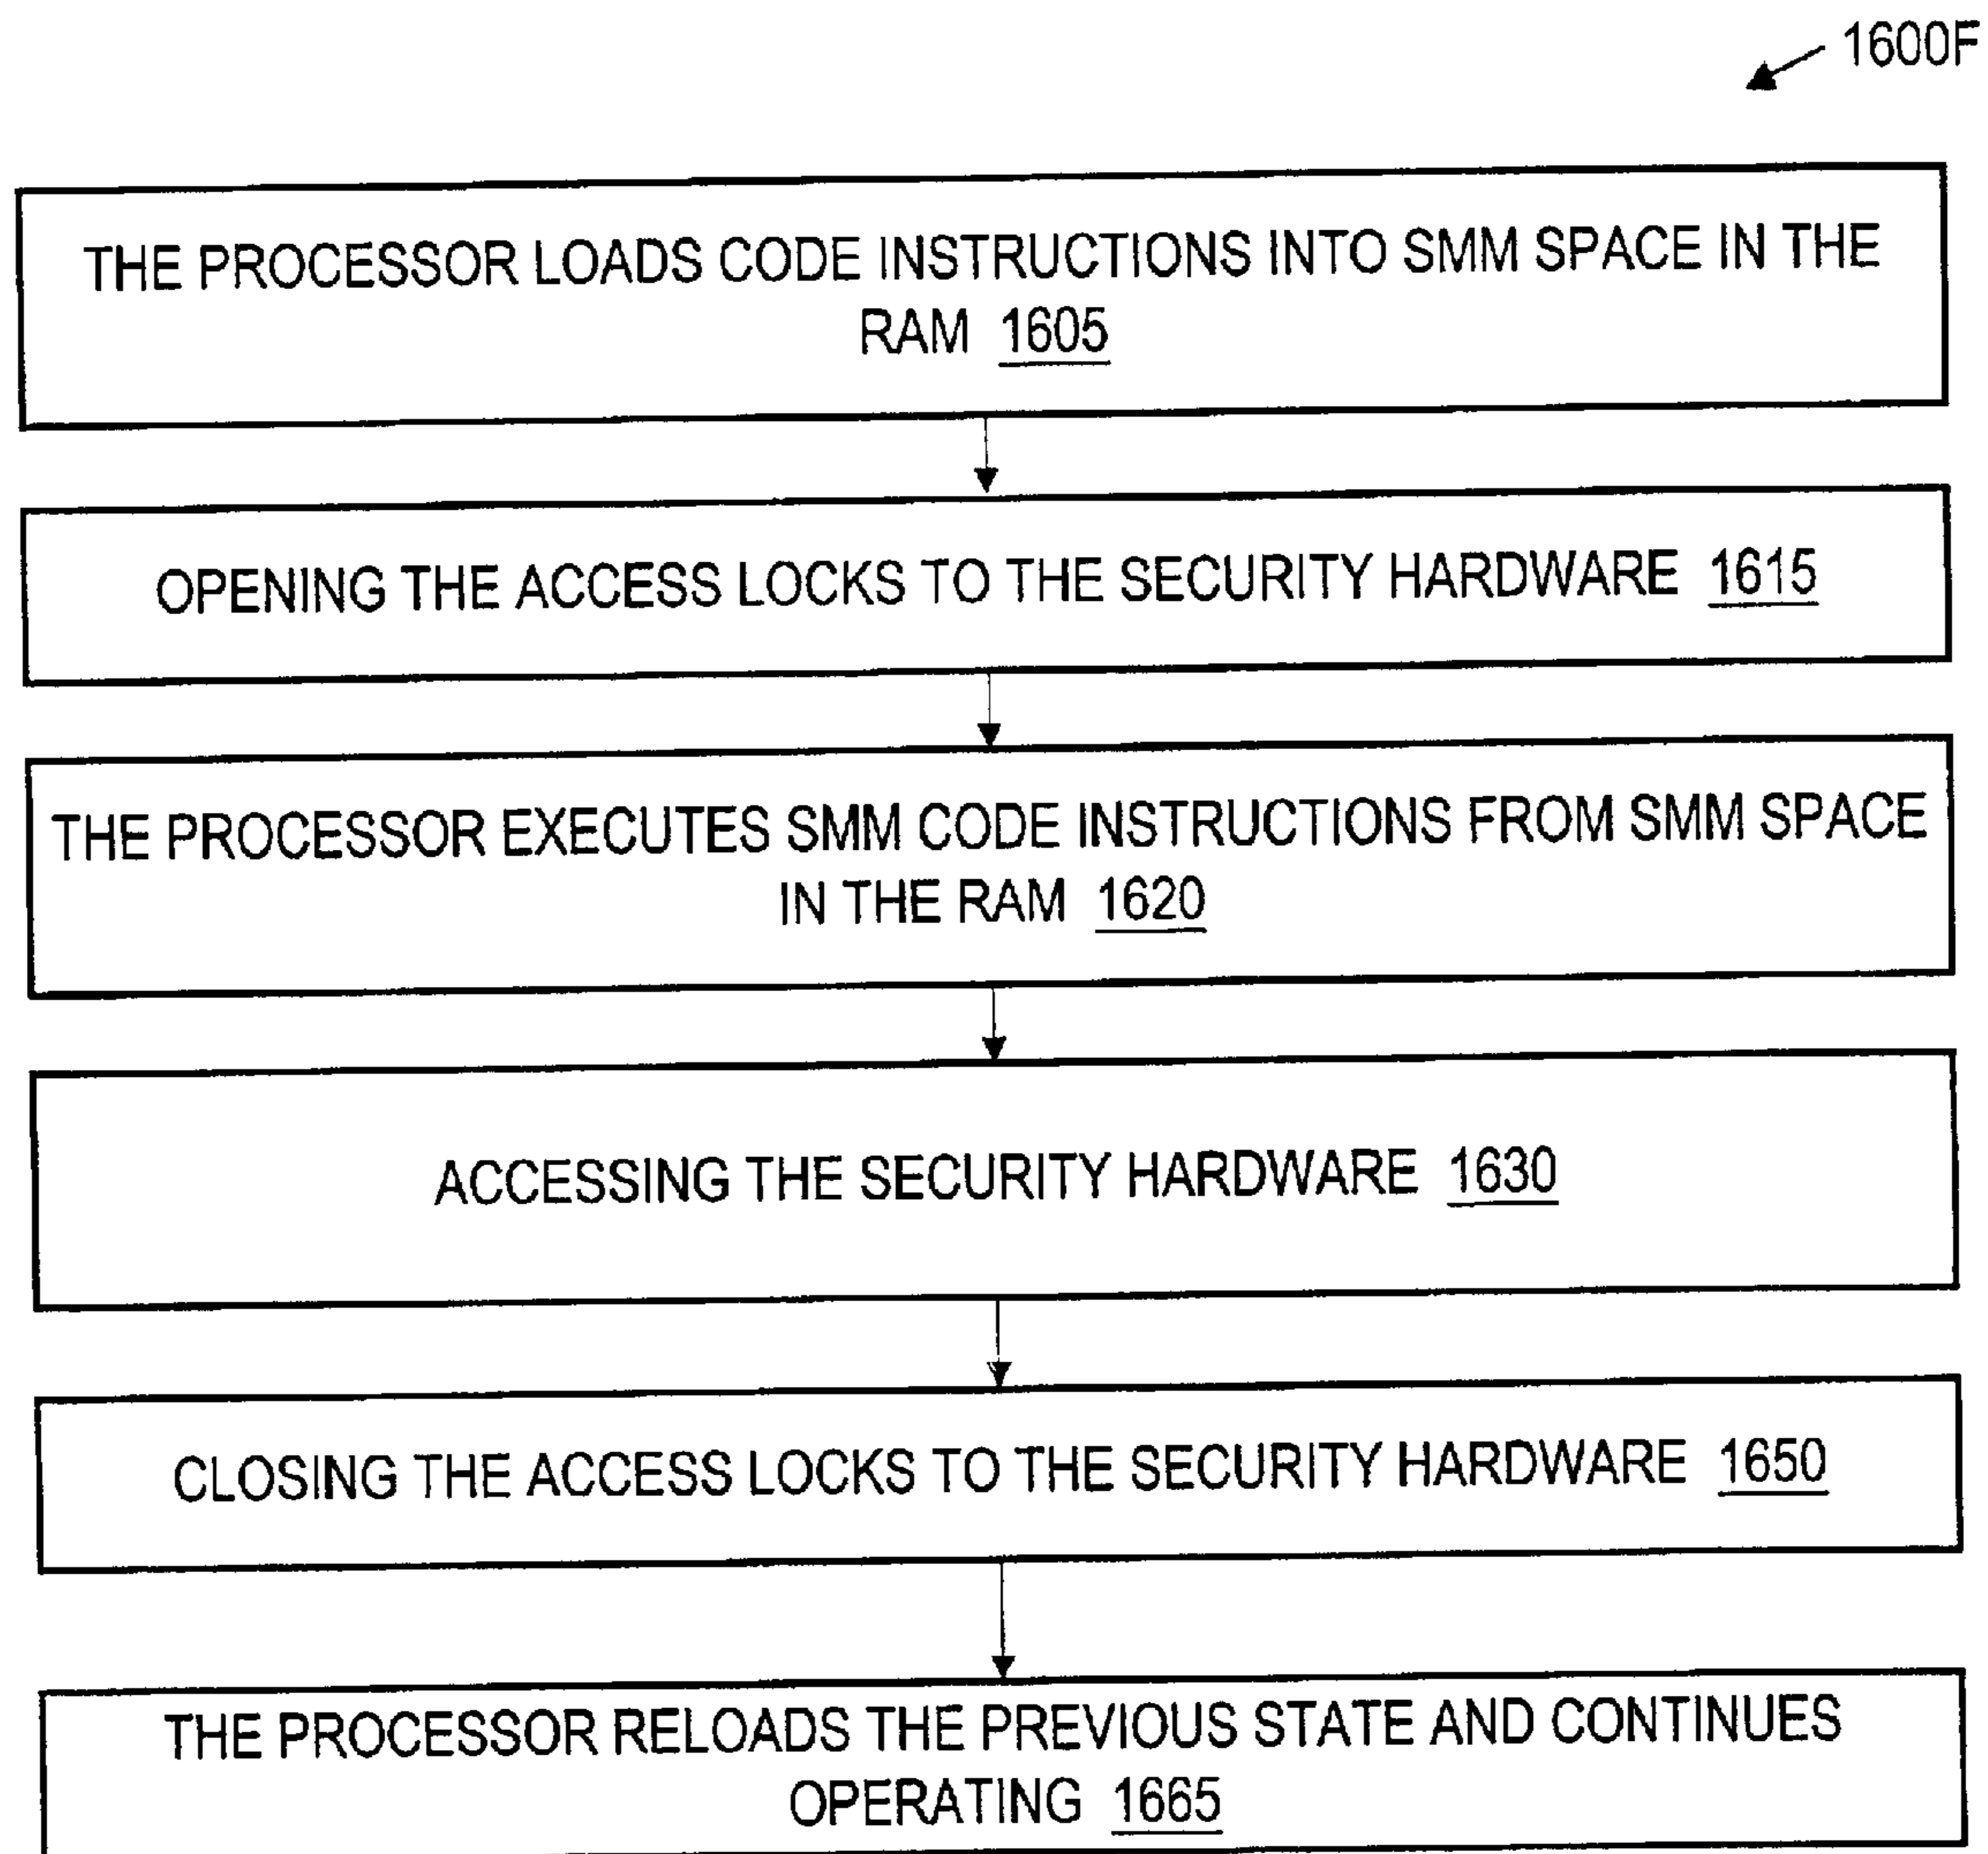 1600F
THE PROCESSOR LOADS CODE INSTRUCTIONS INTO SMM SPACE IN THE
RAM 1605
OPENING THE ACCESS LOCKS TO THE SECURITY HARDWARE 1615
THE PROCESSOR EXECUTES SMM CODE INSTRUCTIONS FROM SMM SPACE
IN THE RAM 1620
ACCESSING THE SECURITY HARDWARE 1630
CLOSING THE ACCESS LOCKS TO THE SECURITY HARDWARE 1650
THE PROCESSOR RELOADS THE PREVIOUS STATE AND CONTINUES
OPERATING 1665